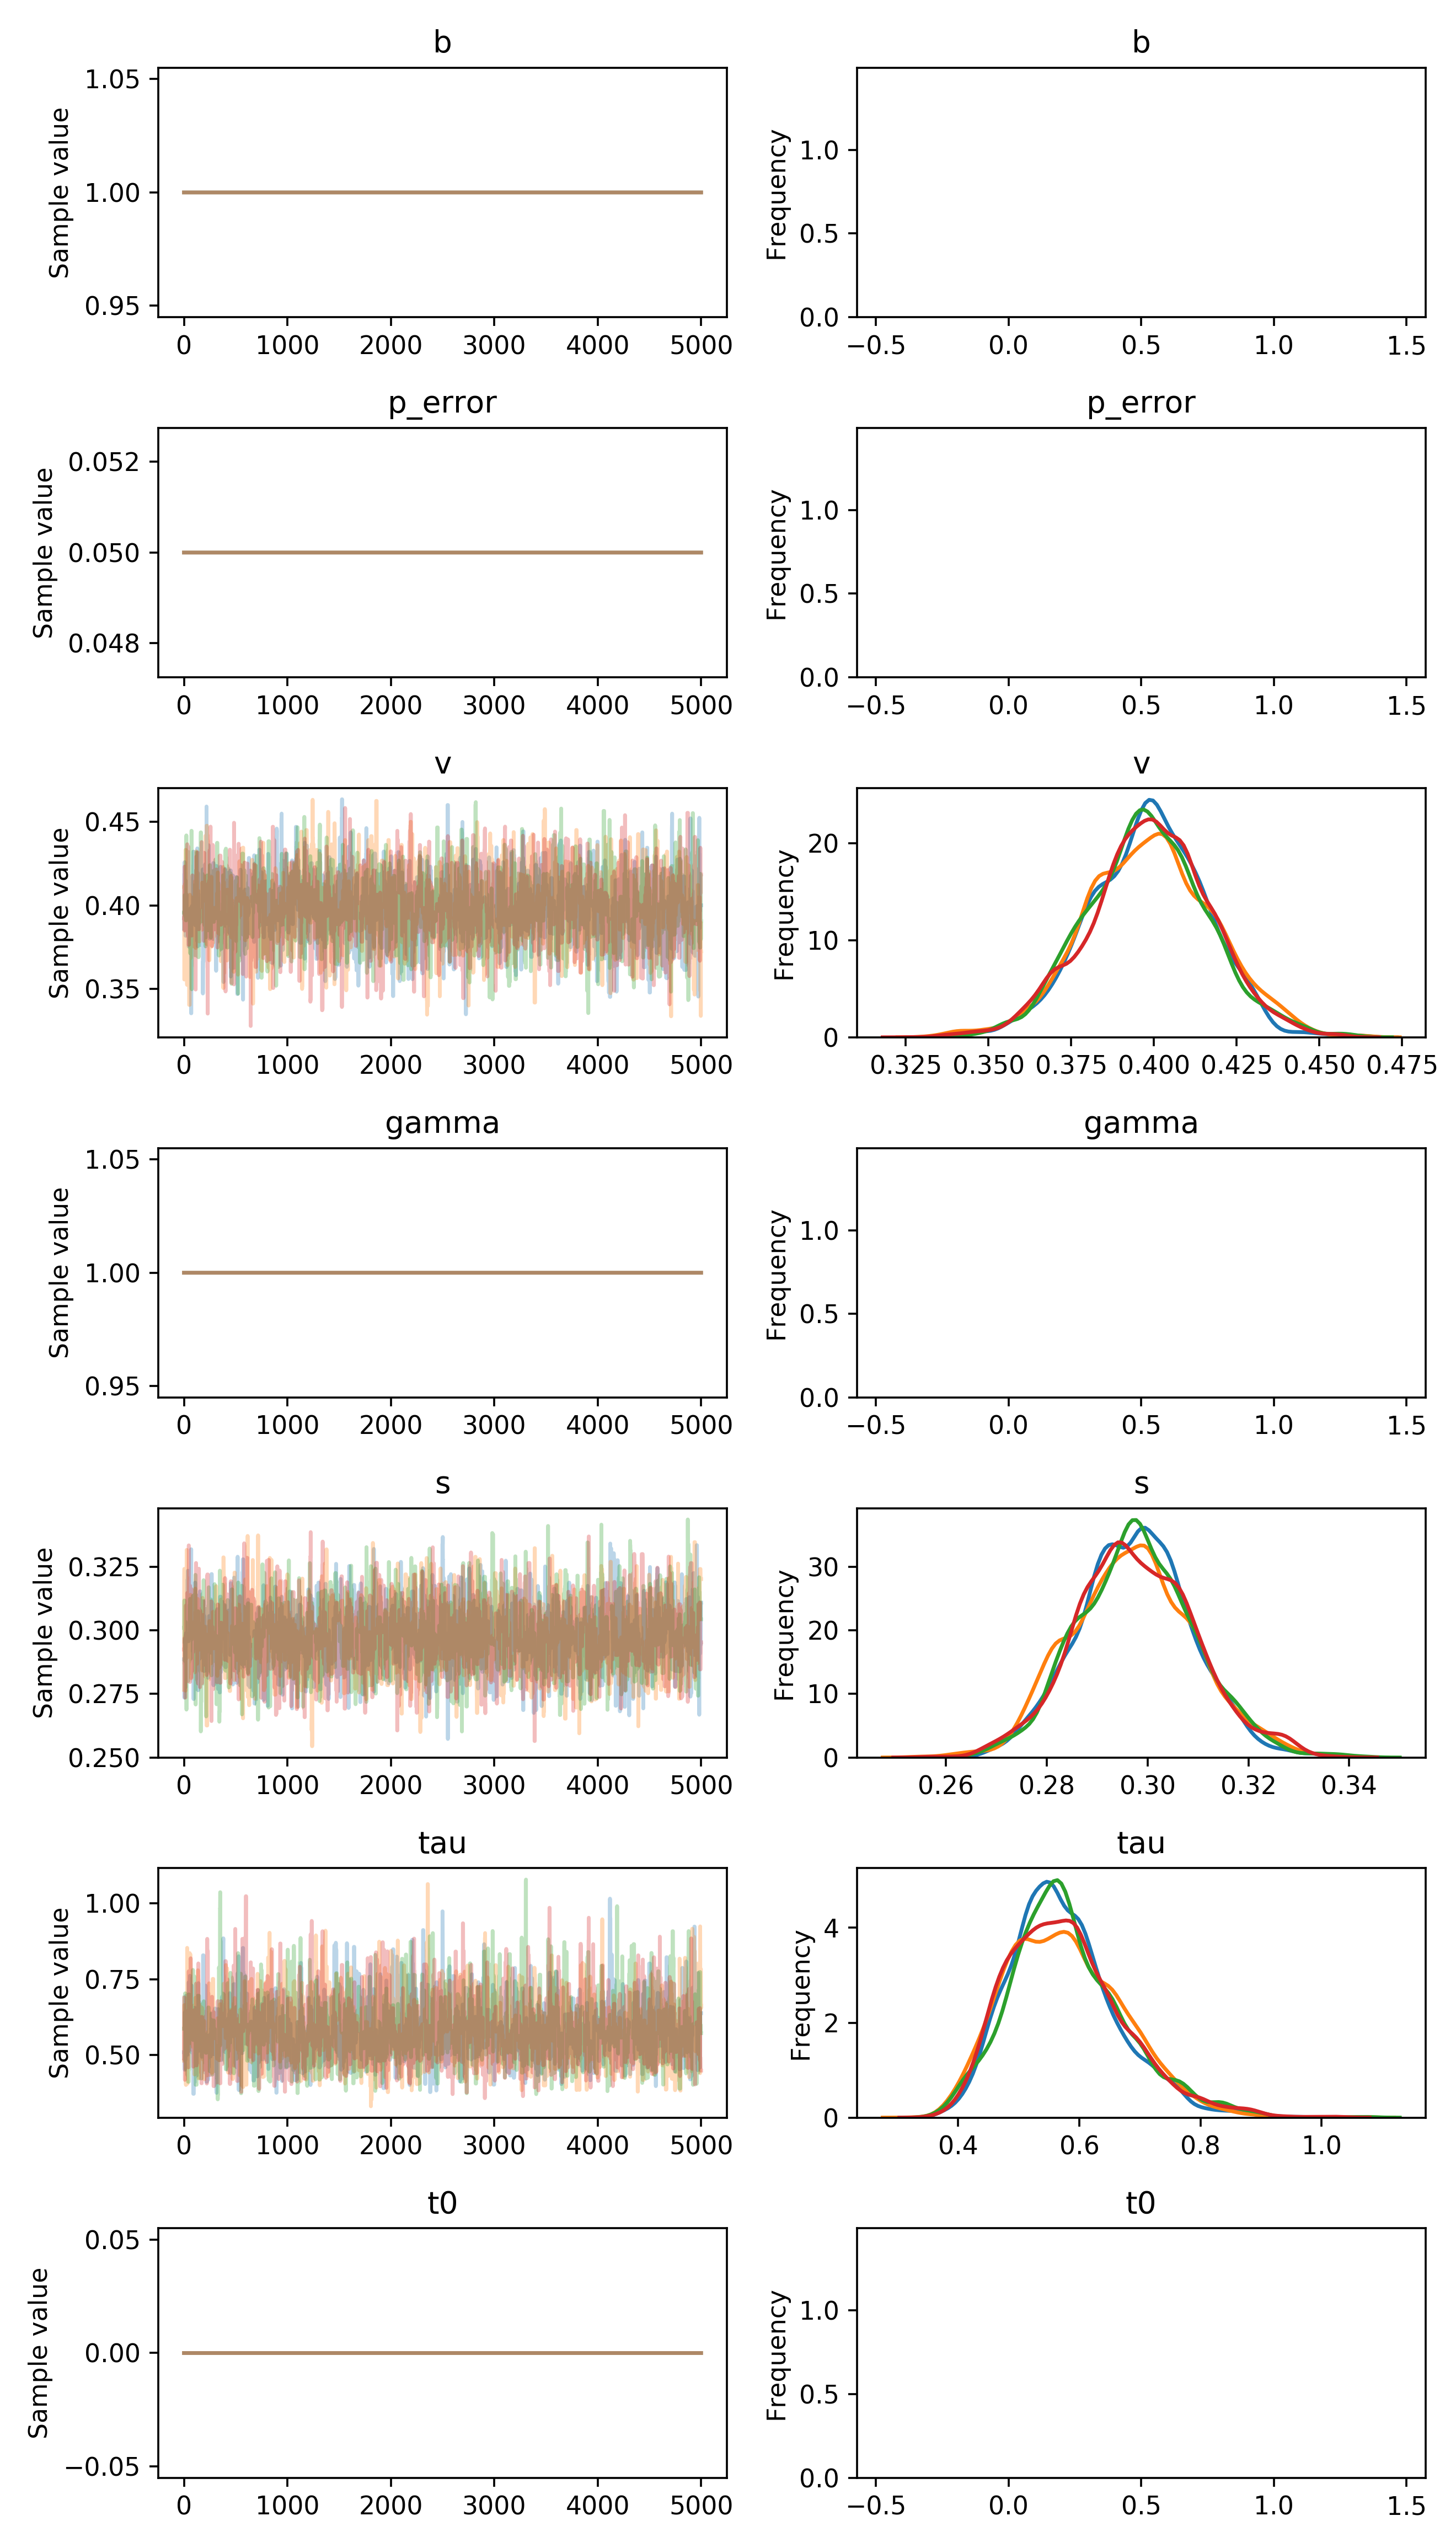 b
b
1.05
1.00
0.95
Sample value
0 1000 2000 3000 4000 5000
1.0
0.5
0.0
Frequency
−0.5 0.0 0.5 1.0 1.5
p_error
p_error
0.052
0.050
0.048
Sample value
0 1000 2000 3000 4000 5000
1.0
0.5
0.0
Frequency
−0.5 0.0 0.5 1.0 1.5
v
v
0.45
0.40
0.35
Sample value
0 1000 2000 3000 4000 5000
20
10
0
Frequency
0.325 0.350 0.375 0.400 0.425 0.450 0.475
gamma
gamma
1.05
1.00
0.95
Sample value
0 1000 2000 3000 4000 5000
1.0
0.5
0.0
Frequency
−0.5 0.0 0.5 1.0 1.5
s
s
0.325
0.300
0.275
0.250
Sample value
0 1000 2000 3000 4000 5000
30
20
10
0
Frequency
0.26 0.28 0.30 0.32 0.34
tau
tau
1.00
0.75
0.50
Sample value
0 1000 2000 3000 4000 5000
4
2
0
Frequency
0.4 0.6 0.8 1.0
t0
t0
0.05
0.00
−0.05
Sample value
0 1000 2000 3000 4000 5000
1.0
0.5
0.0
Frequency
−0.5 0.0 0.5 1.0 1.5